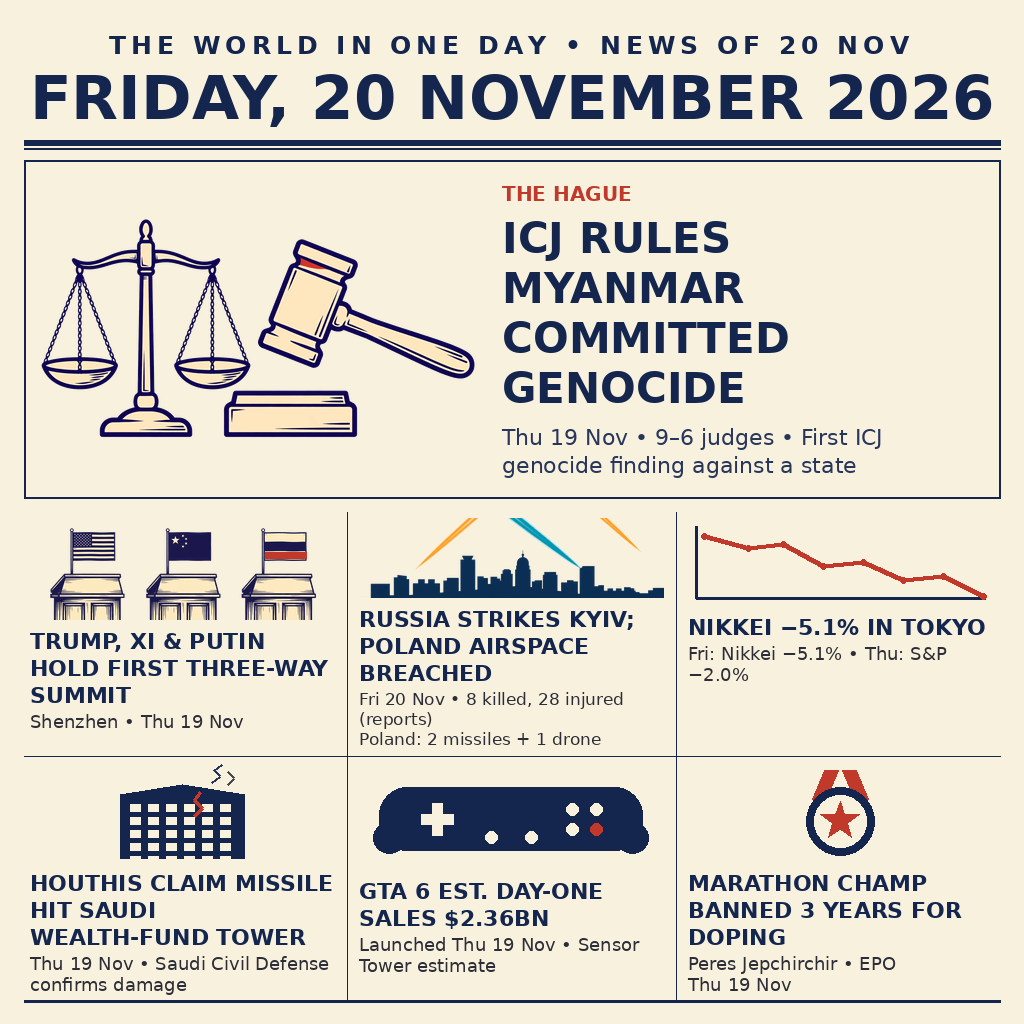 THE WORLD IN ONE DAY • NEWS OF 20 NOV
FRIDAY, 20 NOVEMBER 2026
THE HAGUE
ICJ RULES
MYANMAR
COMMITTED
GENOCIDE
Thu 19 Nov • 9–6 judges • First ICJ
genocide finding against a state
TRUMP, XI & PUTIN
HOLD FIRST THREE-WAY
SUMMIT
Shenzhen • Thu 19 Nov
RUSSIA STRIKES KYIV;
POLAND AIRSPACE
BREACHED
Fri 20 Nov • 8 killed, 28 injured
(reports)
Poland: 2 missiles + 1 drone
NIKKEI −5.1% IN TOKYO
Fri: Nikkei −5.1% • Thu: S&P
−2.0%
HOUTHIS CLAIM MISSILE
HIT SAUDI
WEALTH-FUND TOWER
Thu 19 Nov • Saudi Civil Defense
confirms damage
GTA 6 EST. DAY-ONE
SALES $2.36BN
Launched Thu 19 Nov • Sensor
Tower estimate
MARATHON CHAMP
BANNED 3 YEARS FOR
DOPING
Peres Jepchirchir • EPO
Thu 19 Nov